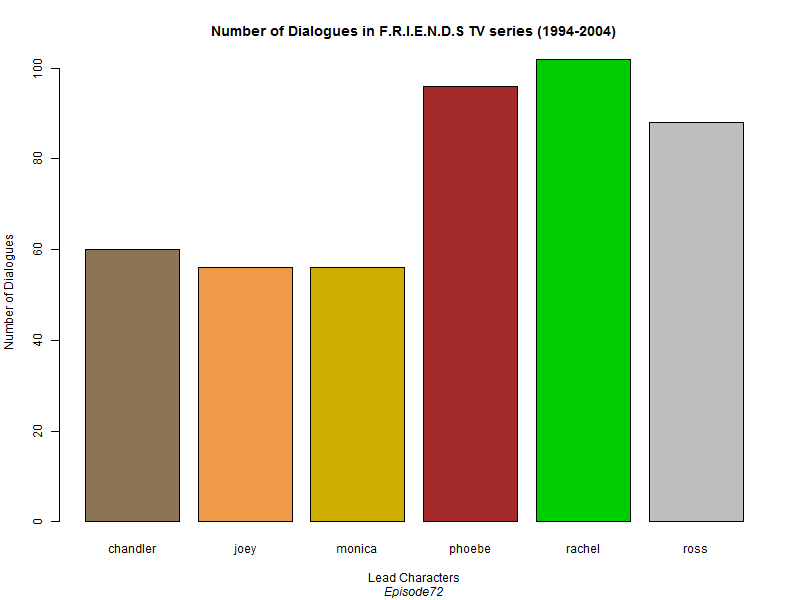 Number of Dialogues in F.R.I.E.N.D.S TV series (1994-2004)
Number of Dialogues
100
80
60
40
20
0
chandler joey monica phoebe rachel ross
Lead Characters
Episode72